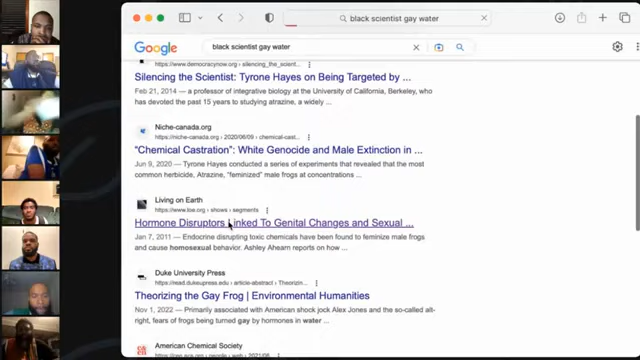 black scientist gay water
Google
black scientist gay water
https://www.democracynow.org › silencing_the_scienti...
Silencing the Scientist: Tyrone Hayes on Being Targeted by ...
Feb 21, 2014 — a professor of integrative biology at the University of California, Berkeley, who
has devoted the past 15 years to studying atrazine, a widely ...
Niche-canada.org
https://niche-canada.org › 2020/06/09 › chemical-cast...
“Chemical Castration”: White Genocide and Male Extinction in ...
Jun 9, 2020 — Tyrone Hayes conducted a series of experiments that revealed that the most
common herbicide, Atrazine, “feminized” male frogs at concentrations ...
Living on Earth
https://www.loe.org › shows › segments
Hormone Disruptors Linked To Genital Changes and Sexual ...
Jan 7, 2011 — Endocrine disrupting toxic chemicals have been found to feminize male frogs
and cause homosexual behavior. Ashley Ahearn reports on how ...
Duke University Press
https://read.dukeupress.edu › article-abstract › Theorizin...
Theorizing the Gay Frog | Environmental Humanities
Nov 1, 2022 — Primarily associated with American shock jock Alex Jones and the so-called alt-
right, fears of frogs being turned gay by hormones in water ...
American Chemical Society